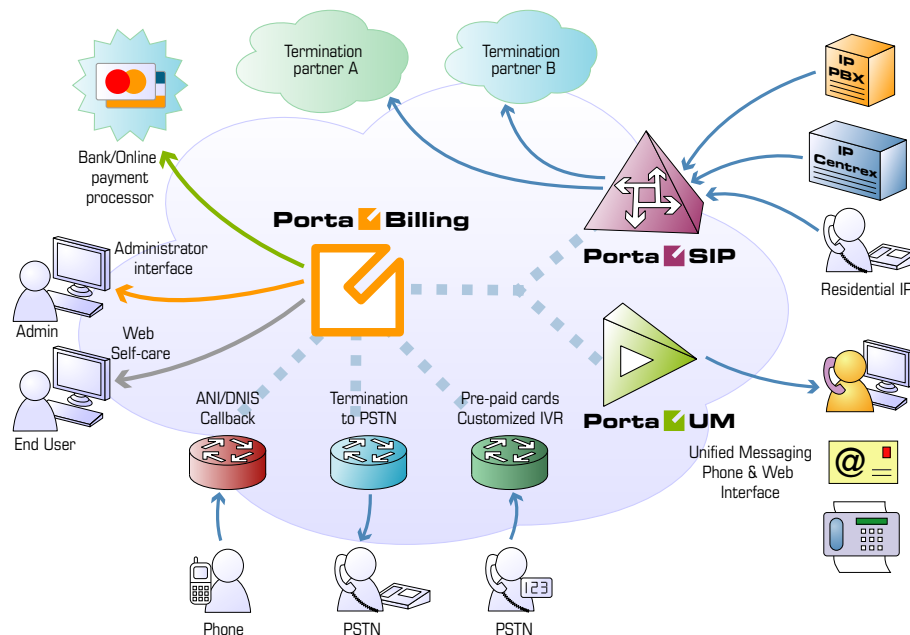 Termination
partner A
Termination
partner B
IP
PBX
IP
Centrex
Bank/Online
payment
processor
Porta Billing
Porta SIP
Residential IP
Administrator
interface
Admin
Web
Self-care
End User
ANI/DNIS
Callback
Termination
to PSTN
Pre-paid cards
Customized IVR
Porta UM
Unified Messaging
Phone & Web
Interface
@
123
Phone
PSTN
PSTN